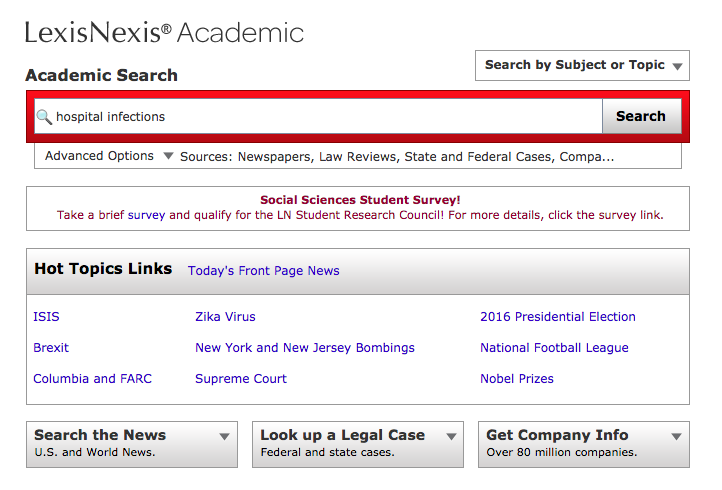 LexisNexis® Academic
Search by Subject or Topic
Academic Search
hospital infections
Search
Advanced Options
Sources: Newspapers, Law Reviews, State and Federal Cases, Compa...
Social Sciences Student Survey!
Take a brief survey and qualify for the LN Student Research Council! For more details, click the survey link.
Hot Topics Links
Today's Front Page News
ISIS
Zika Virus
2016 Presidential Election
Brexit
New York and New Jersey Bombings
National Football League
Columbia and FARC
Supreme Court
Nobel Prizes
Search the News
U.S. and World News.
Look up a Legal Case
Federal and state cases.
Get Company Info
Over 80 million companies.